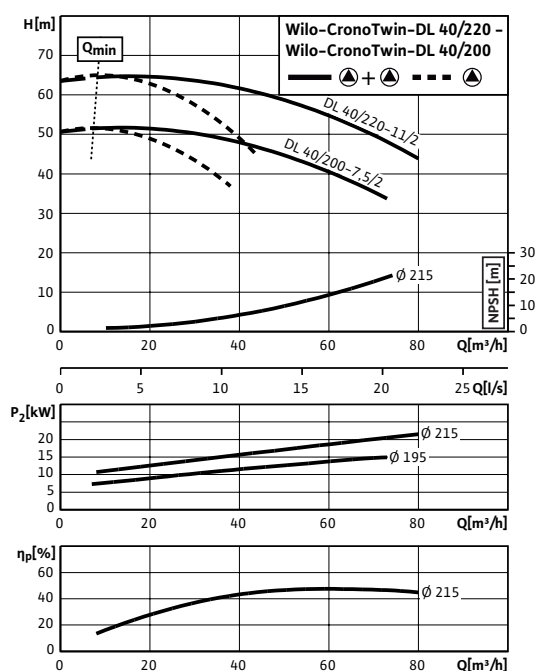 H[m]
Wilo-CronoTwin-DL 40/220 –
Wilo-CronoTwin-DL 40/200
+
Qmin
70
60
50
40
30
20
10
0
DL 40/220-11/2
DL 40/200-7,5/2
Ø 215
NPSH [m]
30
20
10
0
0 20 40 60 80 Q[m³/h]
0 5 10 15 20 25 Q[l/s]
P₂[kW]
20
15
10
5
0
Ø 215
Ø 195
0 20 40 60 80 Q[m³/h]
ηp[%]
60
40
20
0
Ø 215
0 20 40 60 80 Q[m³/h]